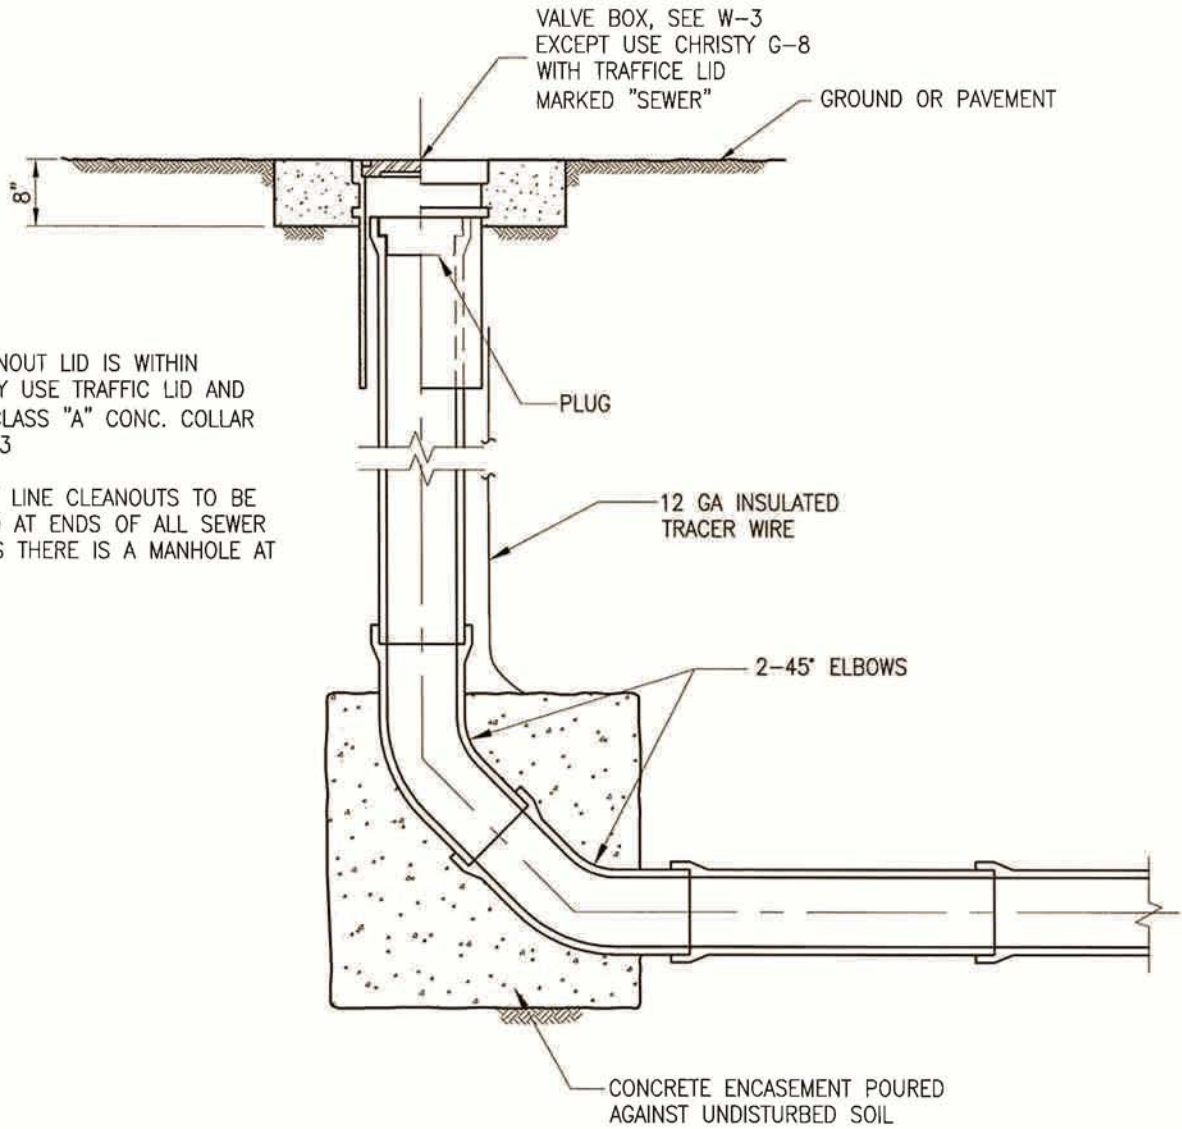 VALVE BOX, SEE W-3
EXCEPT USE CHRISTY G-8
WITH TRAFFICE LID
MARKED "SEWER"
GROUND OR PAVEMENT
8"
LID IS WITHIN
USE TRAFFIC LID AND
CLASS "A" CONC. COLLAR
3
PLUG
LINE CLEANOUTS TO BE
AT ENDS OF ALL SEWER
THERE IS A MANHOLE AT
12 GA INSULATED
TRACER WIRE
2-45° ELBOWS
CONCRETE ENCASEMENT POURED
AGAINST UNDISTURBED SOIL